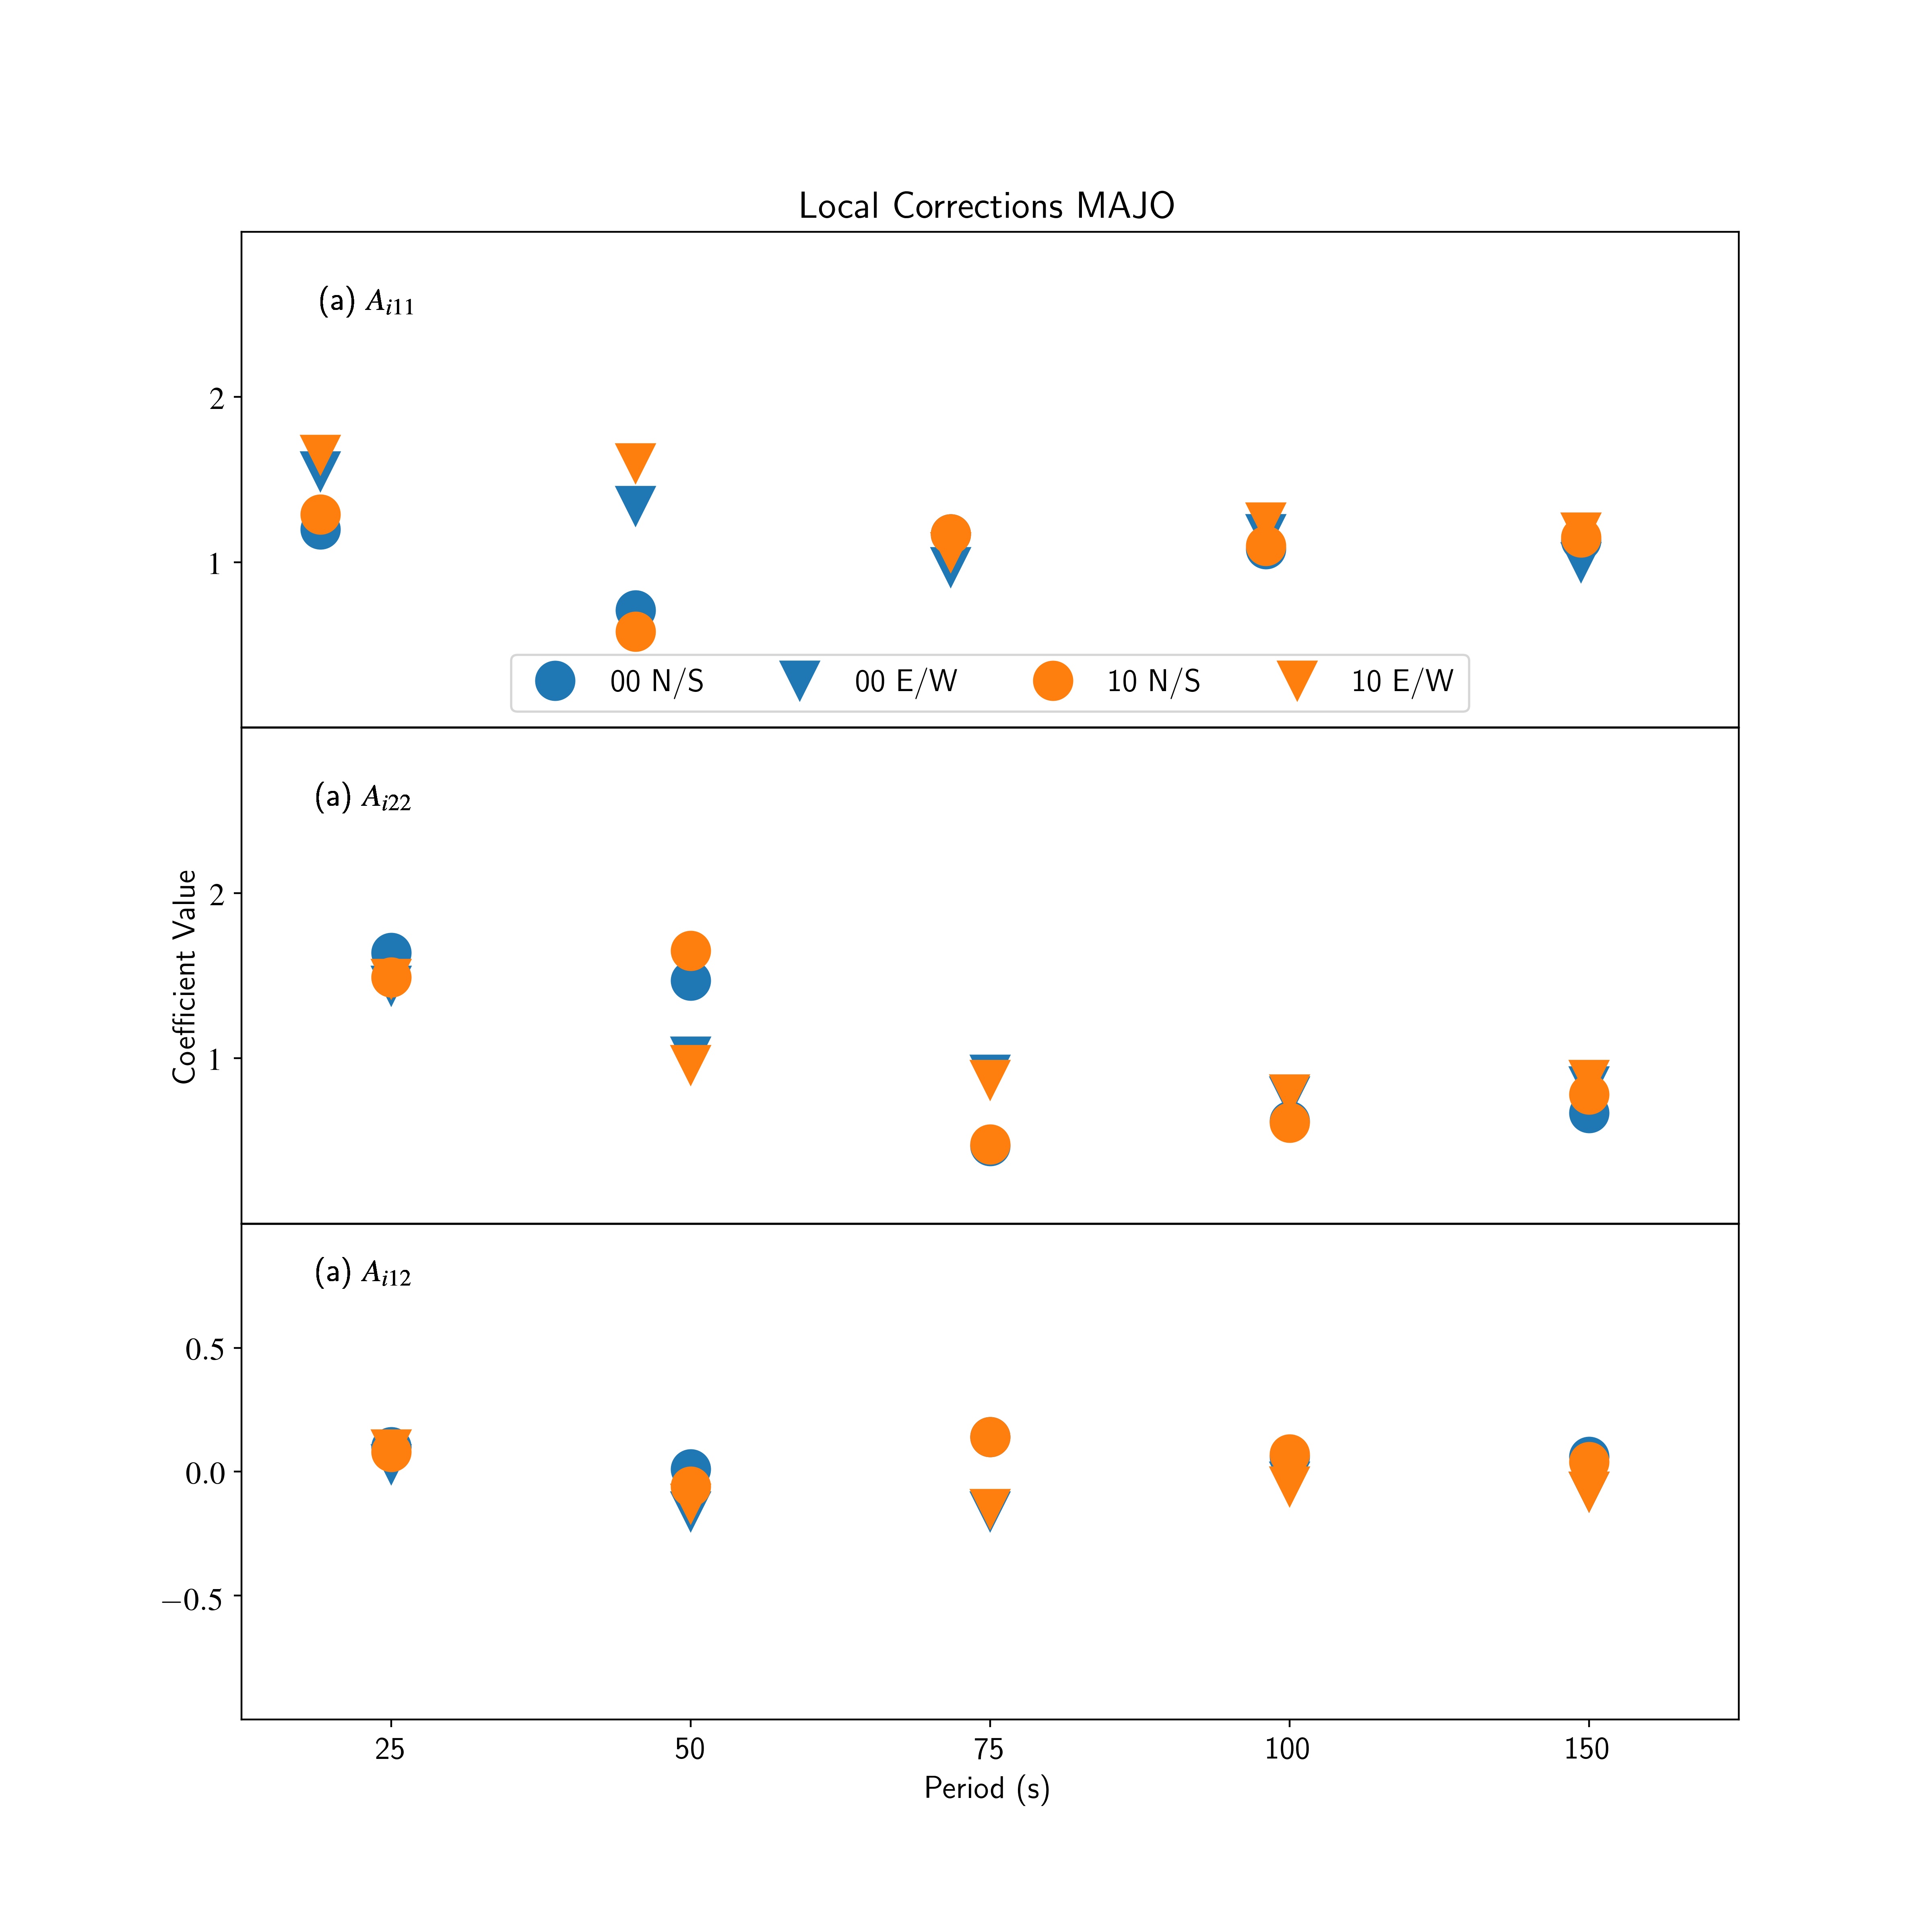 Local Corrections MAJO
(a) A_{i11}
2
1
00 N/S 00 E/W 10 N/S 10 E/W
(a) A_{i22}
2
1
Coefficient Value
(a) A_{i12}
0.5
0.0
−0.5
25 50 75 100 150
Period (s)